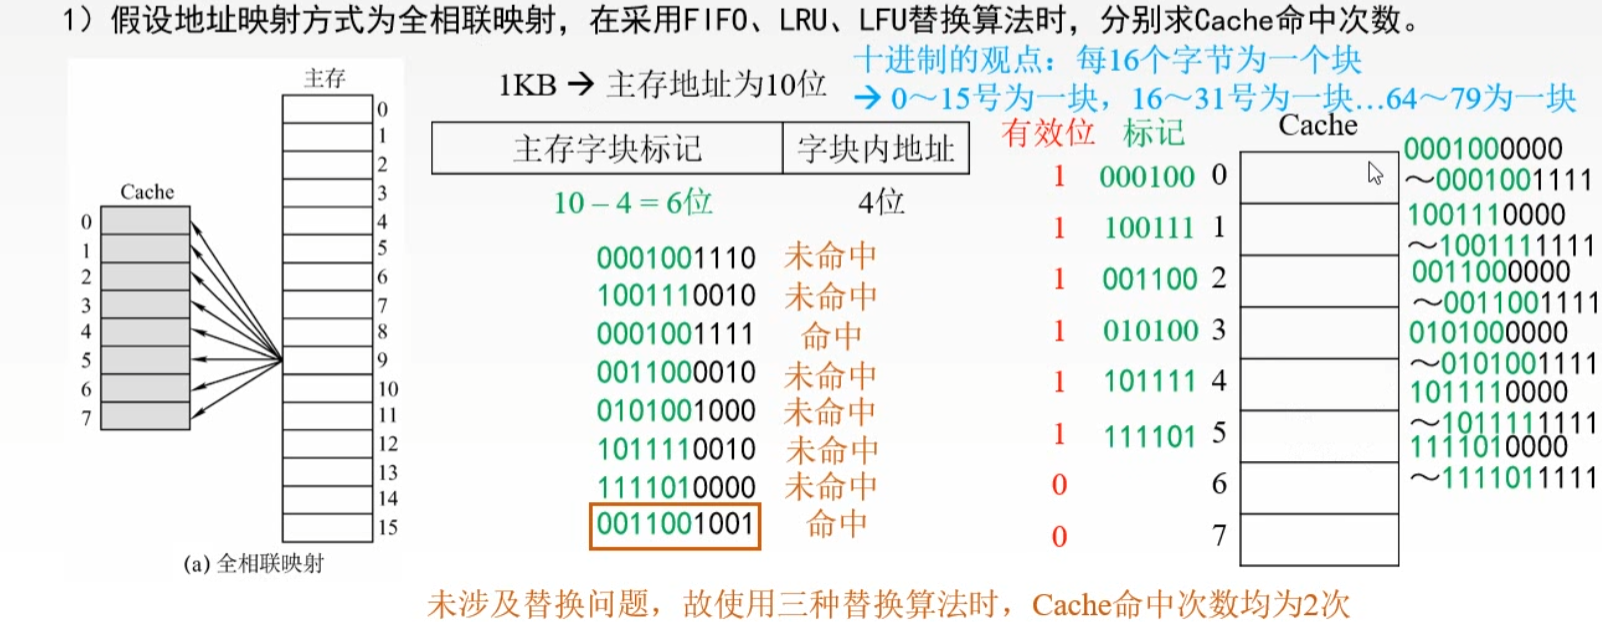 1）假设地址映射方式为全相联映射，在采用FIFO、LRU、LFU替换算法时，分别求Cache命中次数。
十进制的观点：每16个字节为一个块
→ 0～15号为一块，16～31号为一块…64～79为一块
1KB → 主存地址为10位
主存字块标记 字块内地址
10 – 4 = 6位 4位
主存
0
1
2
3
4
5
6
7
8
9
10
11
12
13
14
15
Cache
0
1
2
3
4
5
6
7
(a) 全相联映射
0001001110 未命中
1001110010 未命中
0001001111 命中
0011000010 未命中
0101001000 未命中
1011110010 未命中
1111010000 未命中
0011001001 命中
有效位 标记 Cache
1 000100 0
1 100111 1
1 001100 2
1 010100 3
1 101111 4
1 111101 5
0 6
0 7
0001000000
～0001001111
1001110000
～1001111111
0011000000
～0011001111
0101000000
～0101001111
1011110000
～1011111111
1111010000
～1111011111
未涉及替换问题，故使用三种替换算法时，Cache命中次数均为2次